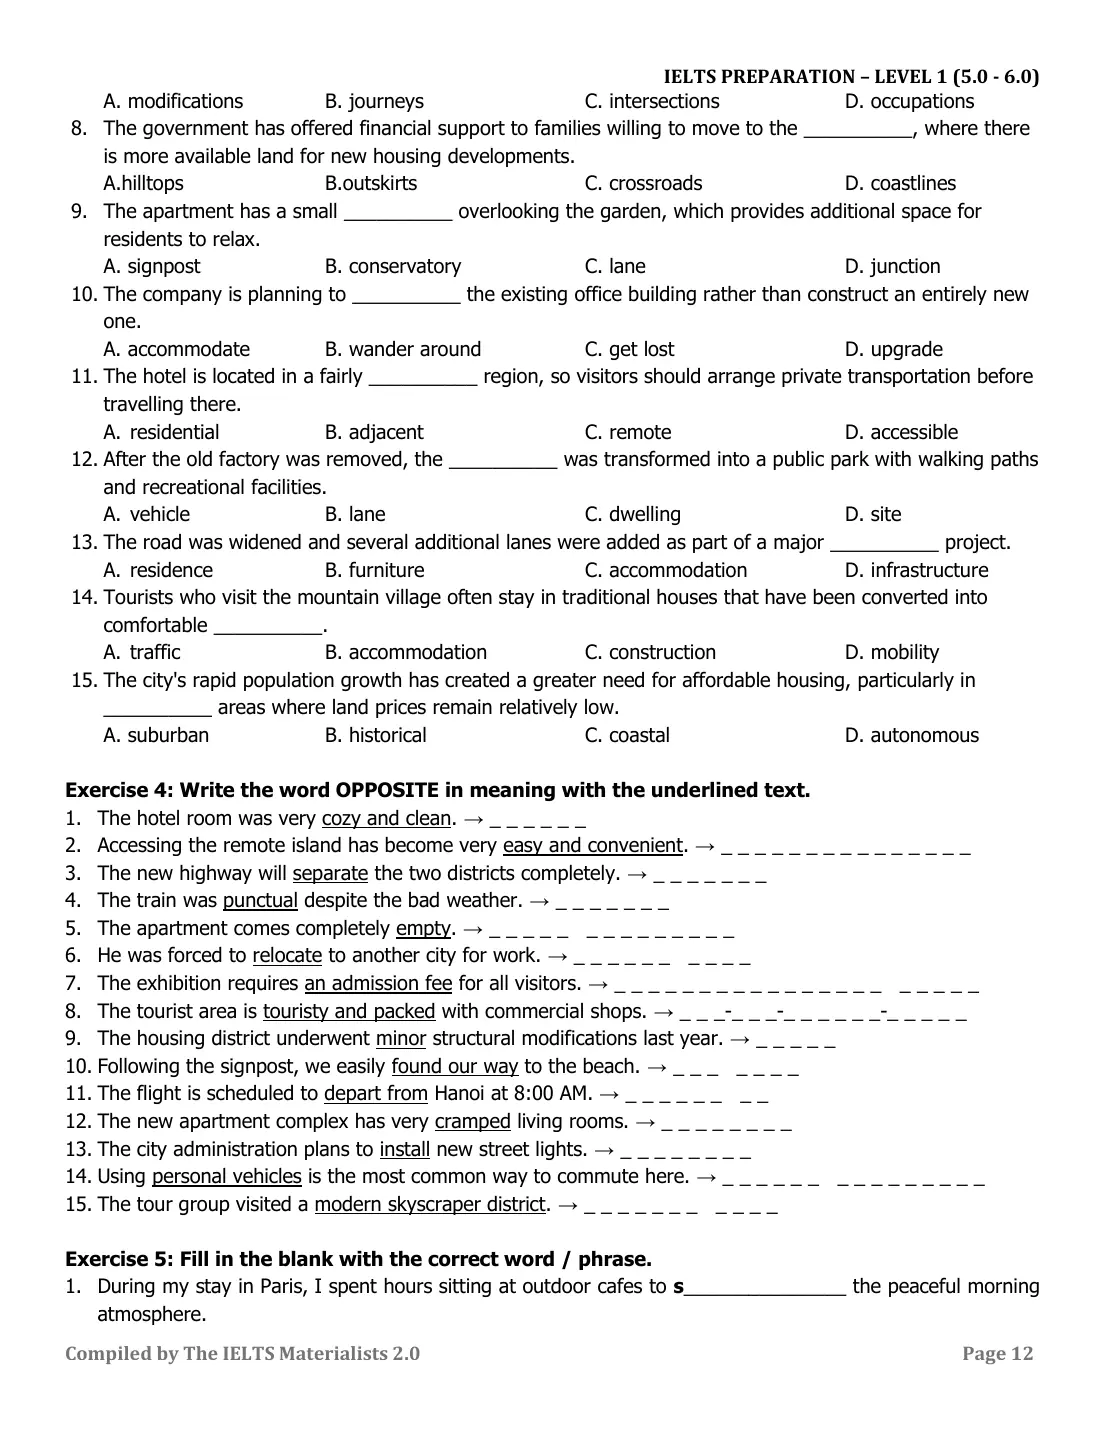 IELTS PREPARATION – LEVEL 1 (5.0 - 6.0)
A. modifications B. journeys C. intersections D. occupations
8. The government has offered financial support to families willing to move to the __________, where there
is more available land for new housing developments.
A.hilltops B.outskirts C. crossroads D. coastlines
9. The apartment has a small __________ overlooking the garden, which provides additional space for
residents to relax.
A. signpost B. conservatory C. lane D. junction
10. The company is planning to __________ the existing office building rather than construct an entirely new
one.
A. accommodate B. wander around C. get lost D. upgrade
11. The hotel is located in a fairly __________ region, so visitors should arrange private transportation before
travelling there.
A. residential B. adjacent C. remote D. accessible
12. After the old factory was removed, the __________ was transformed into a public park with walking paths
and recreational facilities.
A. vehicle B. lane C. dwelling D. site
13. The road was widened and several additional lanes were added as part of a major __________ project.
A. residence B. furniture C. accommodation D. infrastructure
14. Tourists who visit the mountain village often stay in traditional houses that have been converted into
comfortable __________.
A. traffic B. accommodation C. construction D. mobility
15. The city's rapid population growth has created a greater need for affordable housing, particularly in
__________ areas where land prices remain relatively low.
A. suburban B. historical C. coastal D. autonomous
Exercise 4: Write the word OPPOSITE in meaning with the underlined text.
1. The hotel room was very cozy and clean. → _ _ _ _ _ _
2. Accessing the remote island has become very easy and convenient. → _ _ _ _ _ _ _ _ _ _ _ _ _ _ _
3. The new highway will separate the two districts completely. → _ _ _ _ _ _ _
4. The train was punctual despite the bad weather. → _ _ _ _ _ _ _
5. The apartment comes completely empty. → _ _ _ _ _ _ _ _ _ _ _ _ _ _
6. He was forced to relocate to another city for work. → _ _ _ _ _ _ _ _ _ _
7. The exhibition requires an admission fee for all visitors. → _ _ _ _ _ _ _ _ _ _ _ _ _ _ _ _ _ _ _ _ _
8. The tourist area is touristy and packed with commercial shops. → _ _ _-_ _ _-_ _ _ _ _ _-_ _ _ _ _
9. The housing district underwent minor structural modifications last year. → _ _ _ _ _
10. Following the signpost, we easily found our way to the beach. → _ _ _ _ _ _ _
11. The flight is scheduled to depart from Hanoi at 8:00 AM. → _ _ _ _ _ _ _ _
12. The new apartment complex has very cramped living rooms. → _ _ _ _ _ _ _ _
13. The city administration plans to install new street lights. → _ _ _ _ _ _ _ _
14. Using personal vehicles is the most common way to commute here. → _ _ _ _ _ _ _ _ _ _ _ _ _ _ _
15. The tour group visited a modern skyscraper district. → _ _ _ _ _ _ _ _ _ _ _
Exercise 5: Fill in the blank with the correct word / phrase.
1. During my stay in Paris, I spent hours sitting at outdoor cafes to s_______________ the peaceful morning
atmosphere.
Compiled by The IELTS Materialists 2.0 Page 12